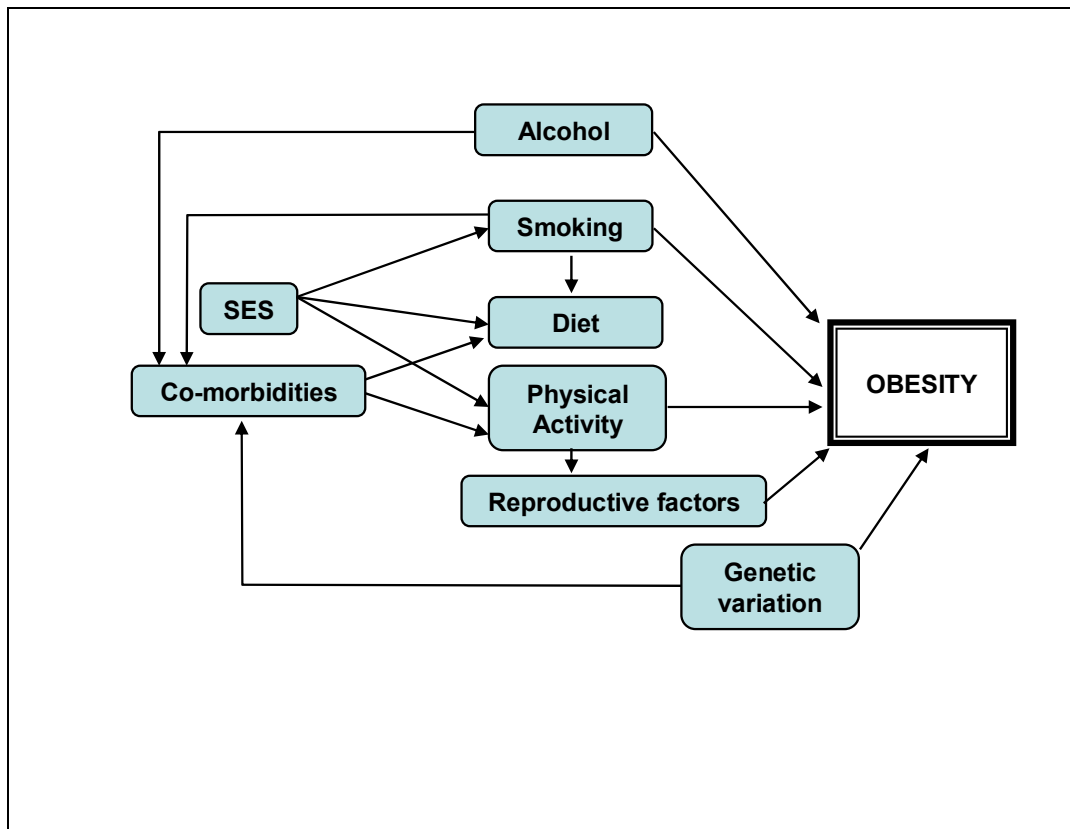 Alcohol
Smoking
SES
Diet
Co-morbidities
Physical
Activity
OBESITY
Reproductive factors
Genetic
variation